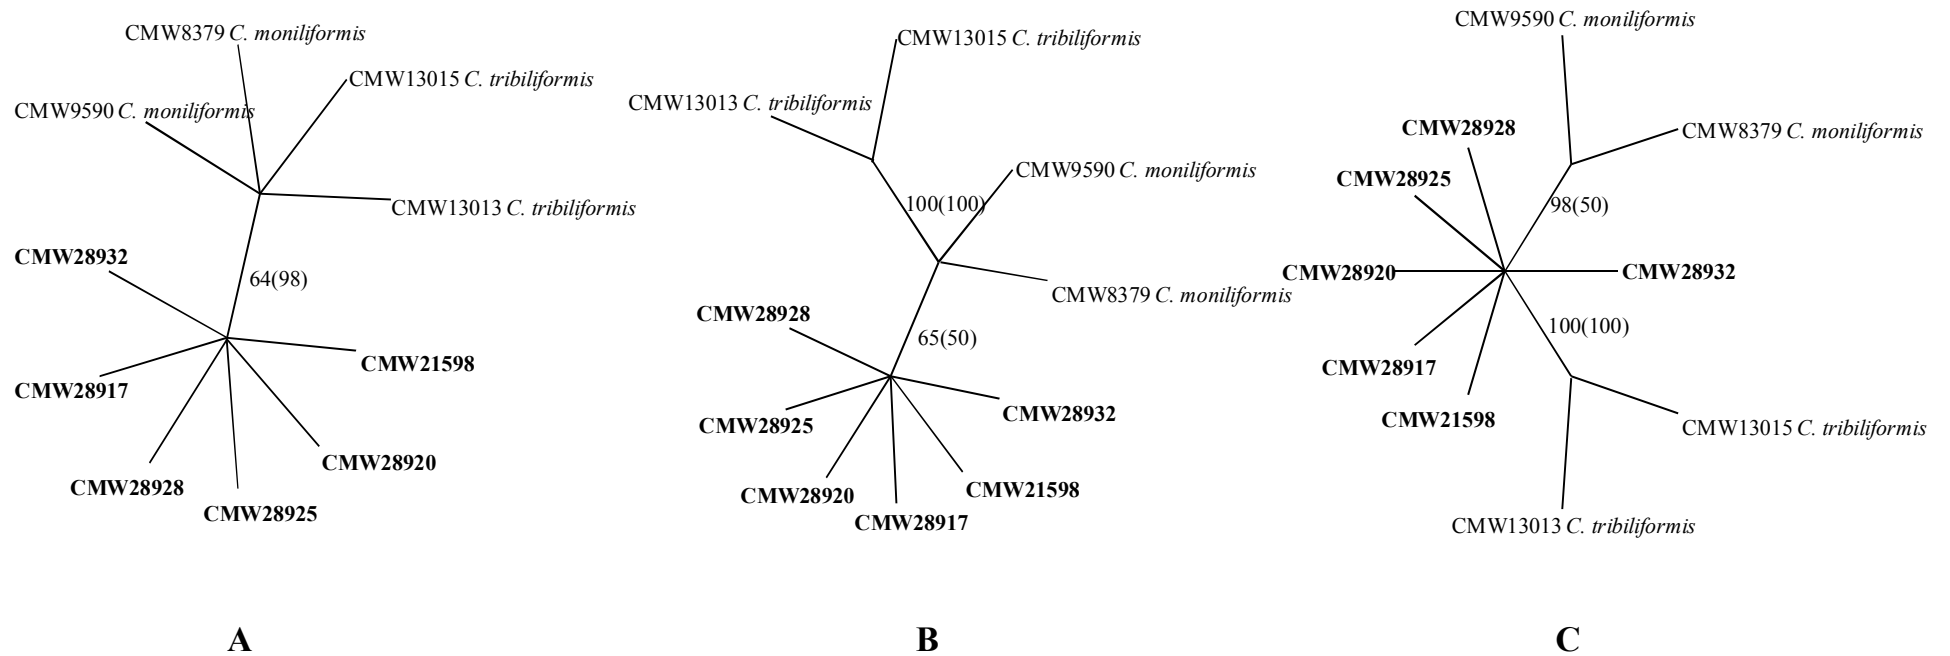 CMW8379 C. moniliformis
CMW13015 C. tribiliformis
CMW9590 C. moniliformis
CMW13013 C. tribiliformis
CMW28932
64(98)
CMW21598
CMW28917
CMW28920
CMW28928
CMW28925
A
CMW13015 C. tribiliformis
CMW13013 C. tribiliformis
CMW9590 C. moniliformis
100(100)
CMW8379 C. moniliformis
CMW28928
65(50)
CMW28932
CMW28925
CMW21598
CMW28920
CMW28917
B
CMW9590 C. moniliformis
CMW28928
CMW8379 C. moniliformis
CMW28925
98(50)
CMW28920
CMW28932
100(100)
CMW28917
CMW21598
CMW13015 C. tribiliformis
CMW13013 C. tribiliformis
C